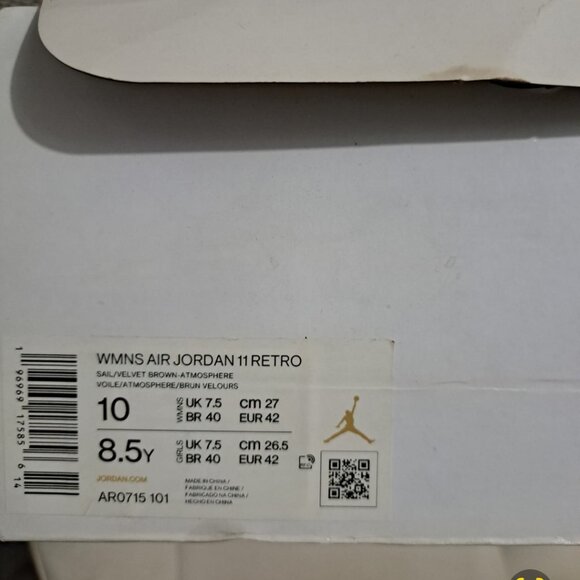 WMNS AIR JORDAN 11 RETRO
SAIL/VELVET BROWN-ATMOSPHERE
VOILE/ATMOSPHERE/BRUN VELOURS
10 WMNS UK 7.5 cm 27
BR 40 EUR 42
8.5Y GIRLS UK 7.5 cm 26.5
BR 40 EUR 42
JORDAN.COM
AR0715 101
MADE IN CHINA /
FABRIQUE EN CHINE /
FABRICADO NA CHINA /
HECHO EN CHINA
1 96969 17585 6 14